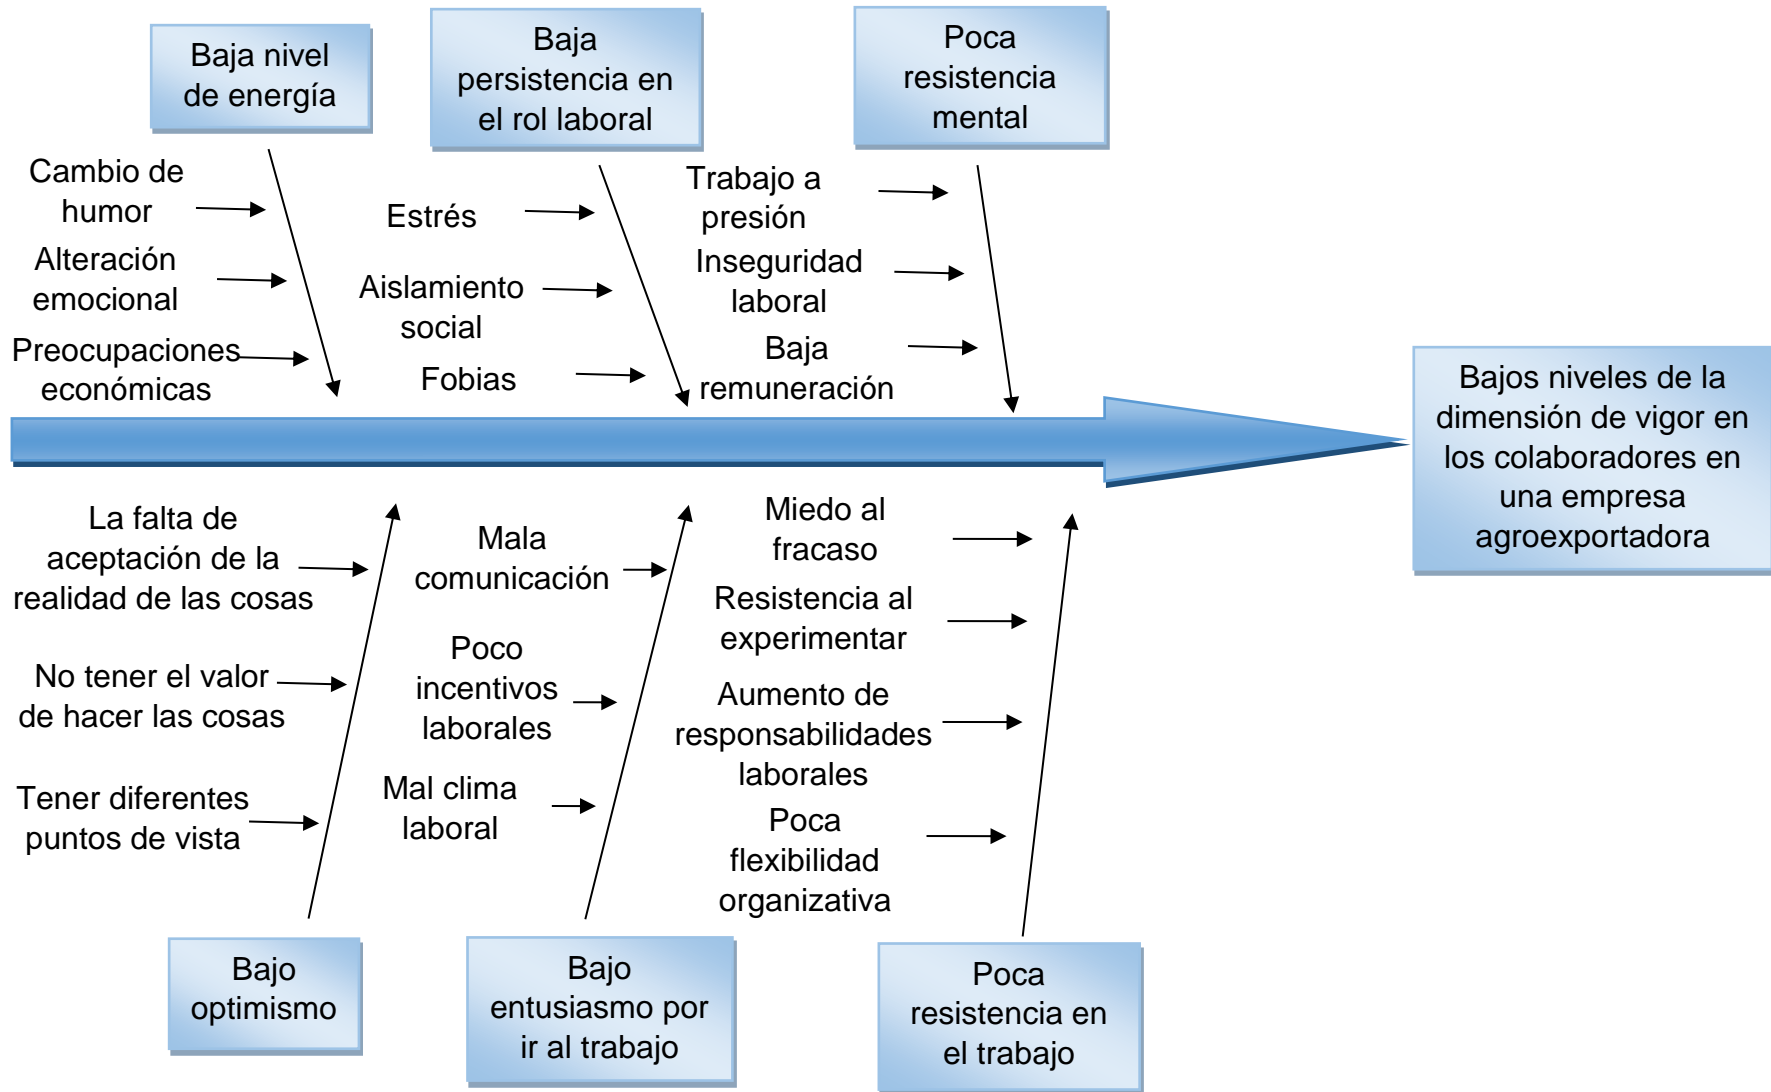 Baja nivel
de energía
Baja
persistencia en
el rol laboral
Poca
resistencia
mental
Cambio de
humor
Alteración
emocional
Preocupaciones
económicas
Estrés
Aislamiento
social
Fobias
Trabajo a
presión
Inseguridad
laboral
Baja
remuneración
Bajos niveles de la
dimensión de vigor en
los colaboradores en
una empresa
agroexportadora
La falta de
aceptación de la
realidad de las cosas
No tener el valor
de hacer las cosas
Tener diferentes
puntos de vista
Mala
comunicación
Poco
incentivos
laborales
Mal clima
laboral
Miedo al
fracaso
Resistencia al
experimentar
Aumento de
responsabilidades
laborales
Poca
flexibilidad
organizativa
Bajo
optimismo
Bajo
entusiasmo por
ir al trabajo
Poca
resistencia en
el trabajo